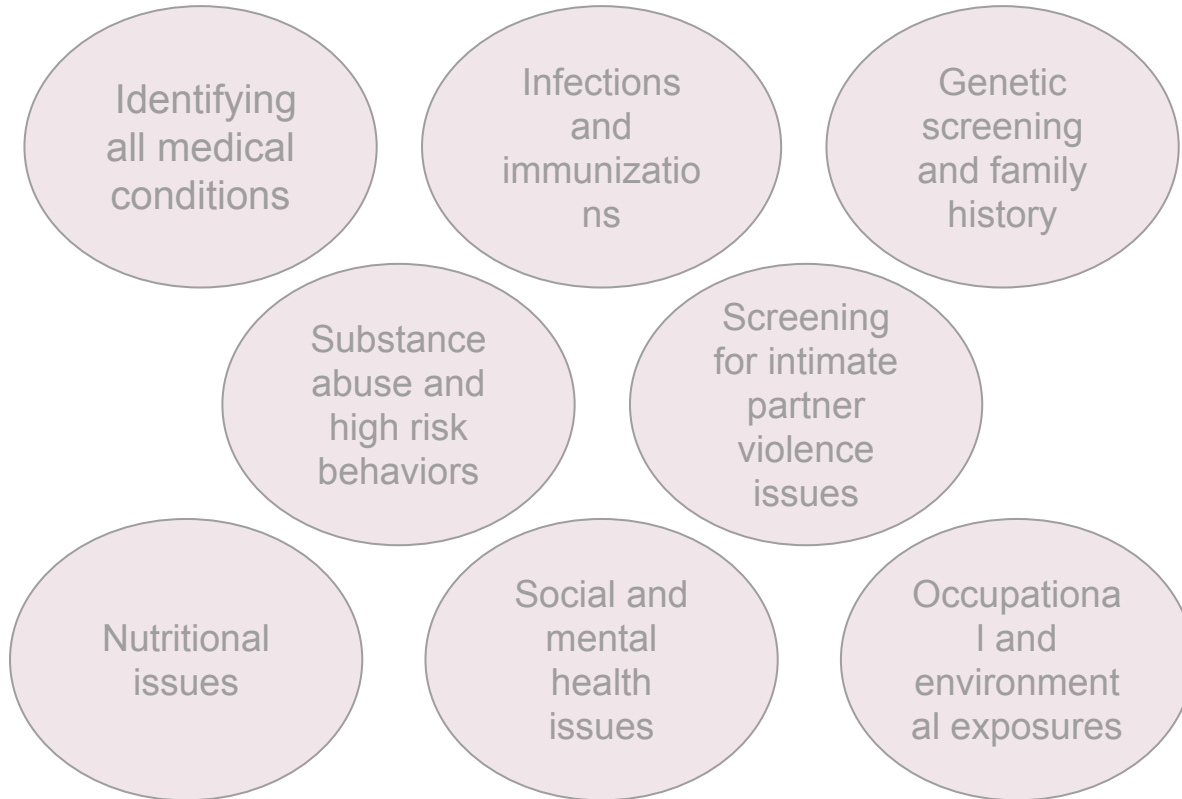 Identifying
all medical
conditions
Infections
and
immunizatio
ns
Genetic
screening
and family
history
Substance
abuse and
high risk
behaviors
Screening
for intimate
partner
violence
issues
Nutritional
issues
Social and
mental
health
issues
Occupationa
l and
environment
al exposures